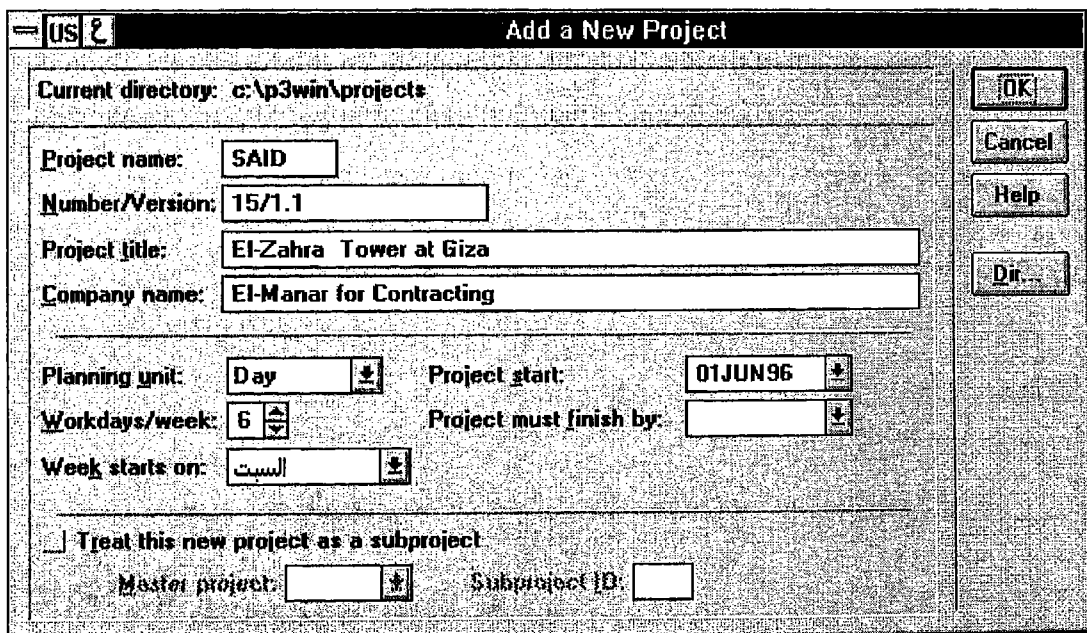 US ع Add a New Project
Current directory: c:\p3win\projects
OK
Cancel
Help
Dir...
Project name: SAID
Number/Version: 15/1.1
Project title: El-Zahra Tower at Giza
Company name: El-Manar for Contracting
Planning unit: Day Project start: 01JUN96
Workdays/week: 6 Project must finish by:
Week starts on: السبت
Treat this new project as a subproject
Master project: Subproject ID: